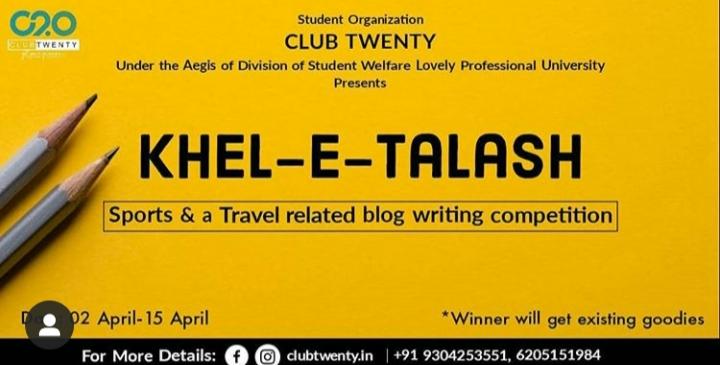 C2.0
CLUB TWENTY
Student Organization
CLUB TWENTY
Under the Aegis of Division of Student Welfare Lovely Professional University
Presents
KHEL-E-TALASH
Sports & a Travel related blog writing competition
02 April-15 April
*Winner will get existing goodies
For More Details: clubtwenty.in | +91 9304253551, 6205151984